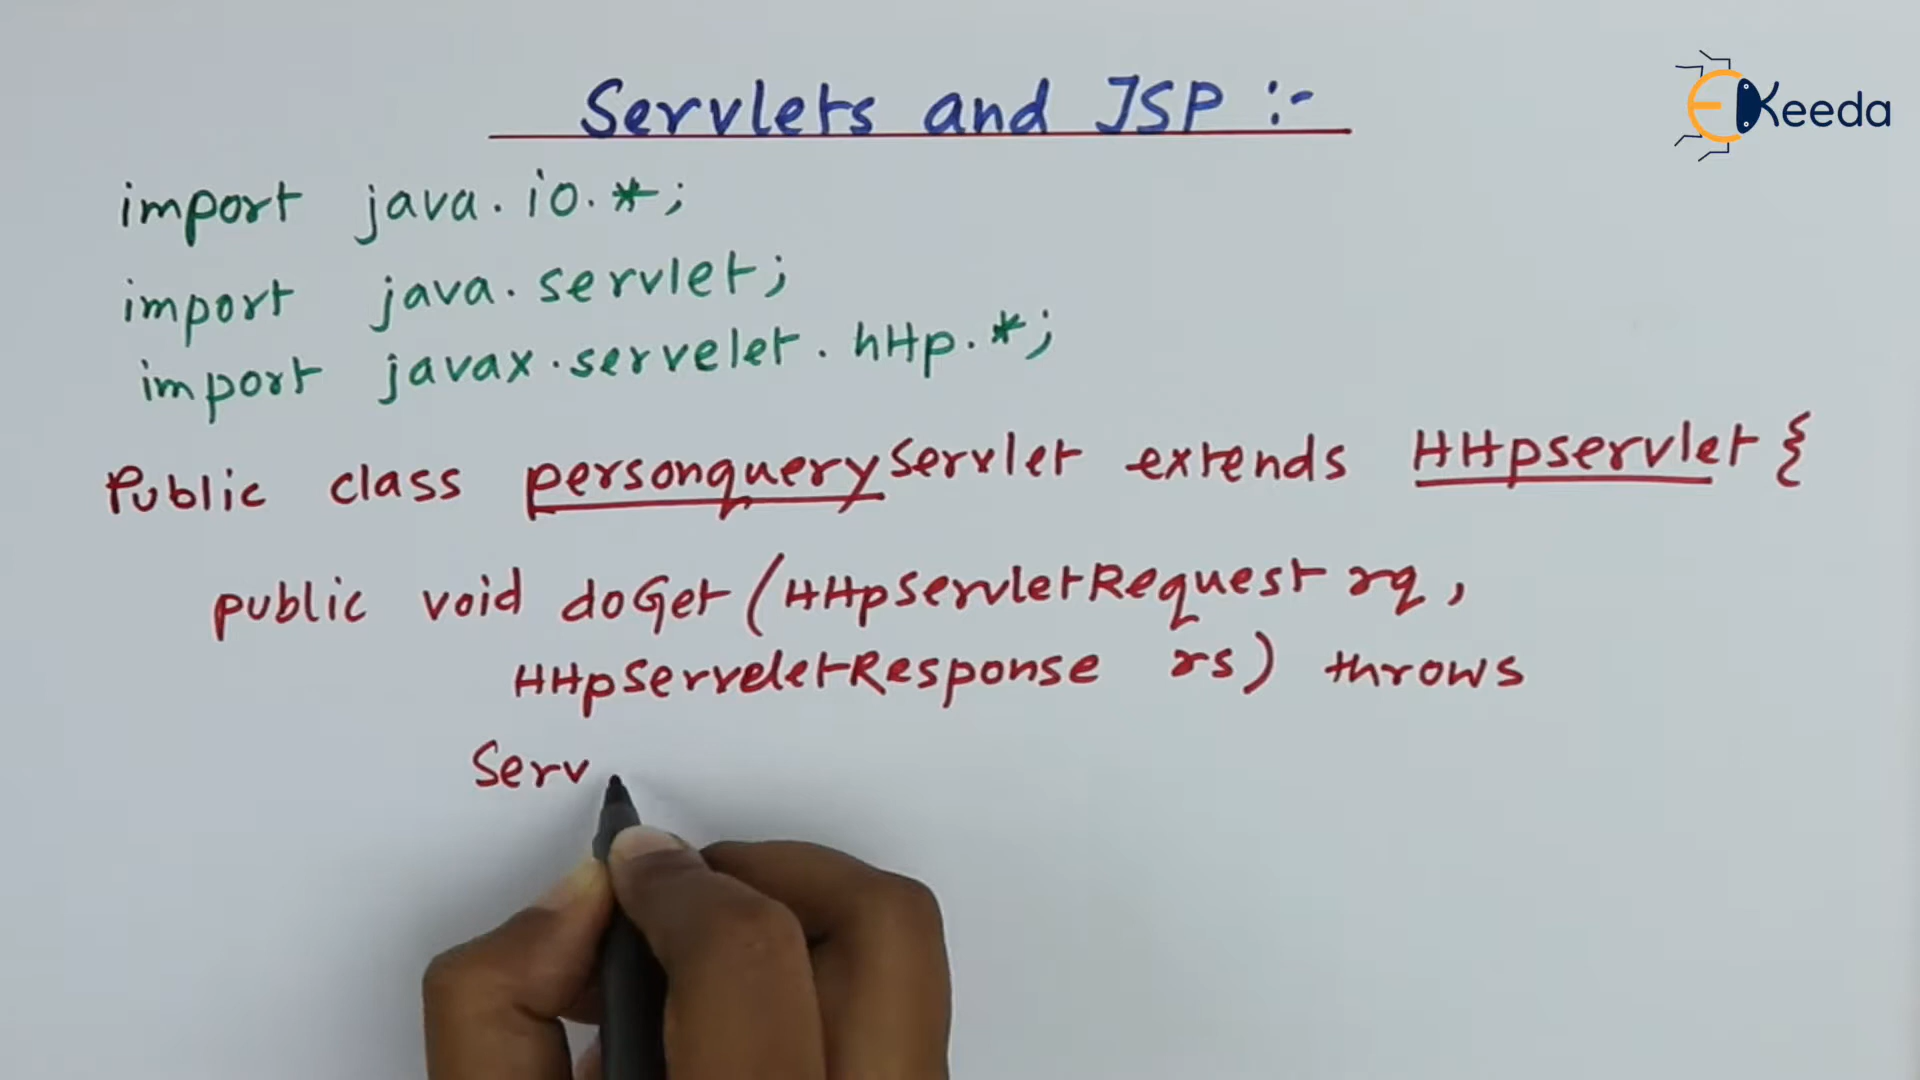 Servlets and JSP :-
EKeeda
import java.io.*;
import java.servlet;
import javax.servelet.http.*;
Public class personqueryservlet extends Httpservlet {
public void doGet (HttpServletRequest rq,
HttpServeletResponse rs) throws
Serv